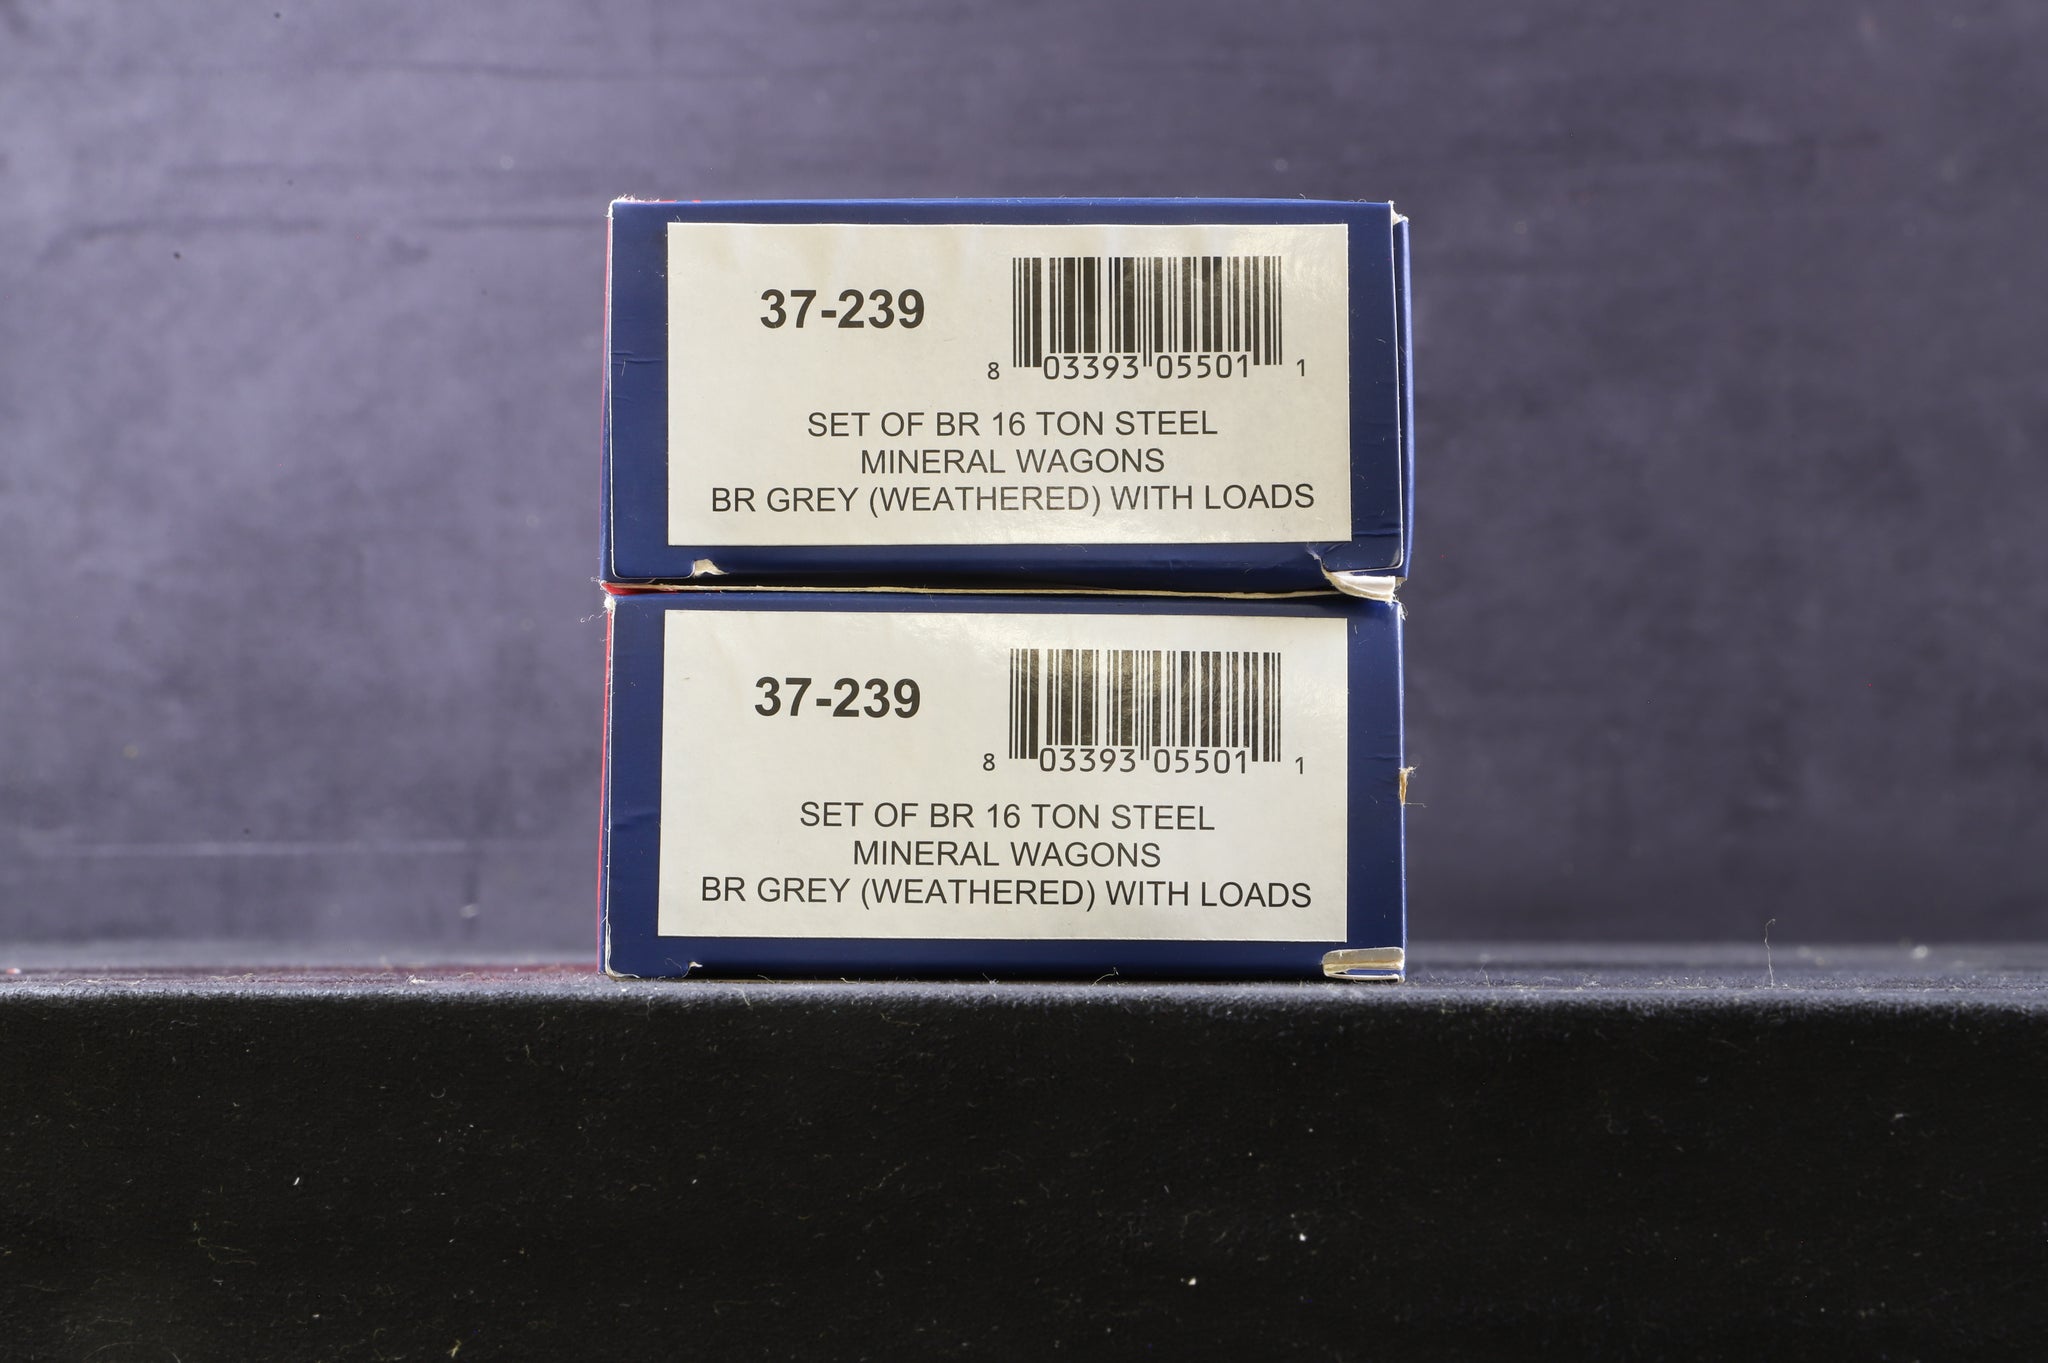 37-239
8 03393 05501 1
SET OF BR 16 TON STEEL
MINERAL WAGONS
BR GREY (WEATHERED) WITH LOADS
37-239
8 03393 05501 1
SET OF BR 16 TON STEEL
MINERAL WAGONS
BR GREY (WEATHERED) WITH LOADS